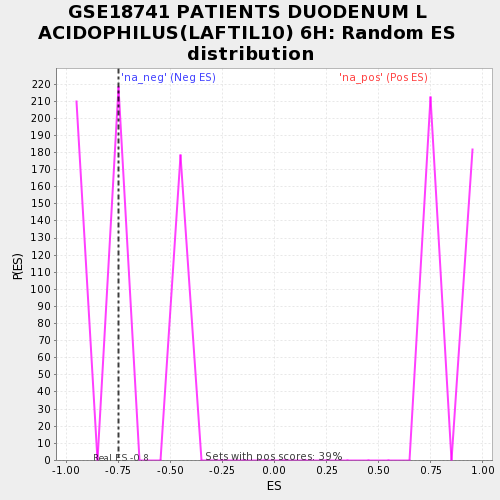 GSE18741 PATIENTS DUODENUM L
ACIDOPHILUS(LAFTIL10) 6H: Random ES
distribution
'na_neg' (Neg ES)
'na_pos' (Pos ES)
220
210
200
190
180
170
160
150
140
130
120
110
100
90
80
70
60
50
40
30
20
10
0
P(ES)
Real ES -0.8
Sets with pos scores: 39%
-1.00 -0.75 -0.50 -0.25 0.00 0.25 0.50 0.75 1.00
ES